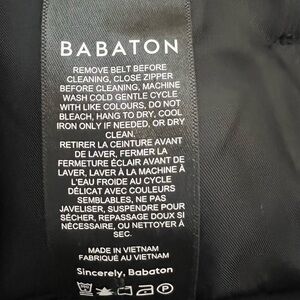 BABATON
REMOVE BELT BEFORE
CLEANING, CLOSE ZIPPER
BEFORE CLEANING, MACHINE
WASH COLD GENTLE CYCLE
WITH LIKE COLOURS, DO NOT
BLEACH, HANG TO DRY, COOL
IRON ONLY IF NEEDED, OR DRY
CLEAN.
RETIRER LA CEINTURE AVANT
DE LAVER, FERMER LA
FERMETURE ÉCLAIR AVANT DE
LAVER, LAVER À LA MACHINE À
L'EAU FROIDE AU CYCLE
DÉLICAT AVEC COULEURS
SEMBLABLES, NE PAS
JAVELISER, SUSPENDRE POUR
SÉCHER, REPASSAGE DOUX SI
NÉCESSAIRE, OU NETTOYER À
SEC.
MADE IN VIETNAM
FABRIQUÉ AU VIETNAM
Sincerely, Babaton
P